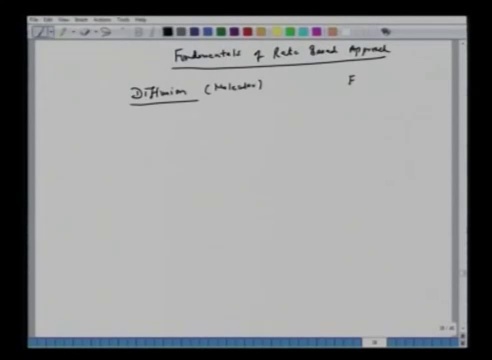 File Edit View Insert Actions Tools Help
Fundamentals of Rate Based Approach
Diffusion (Molecular) F